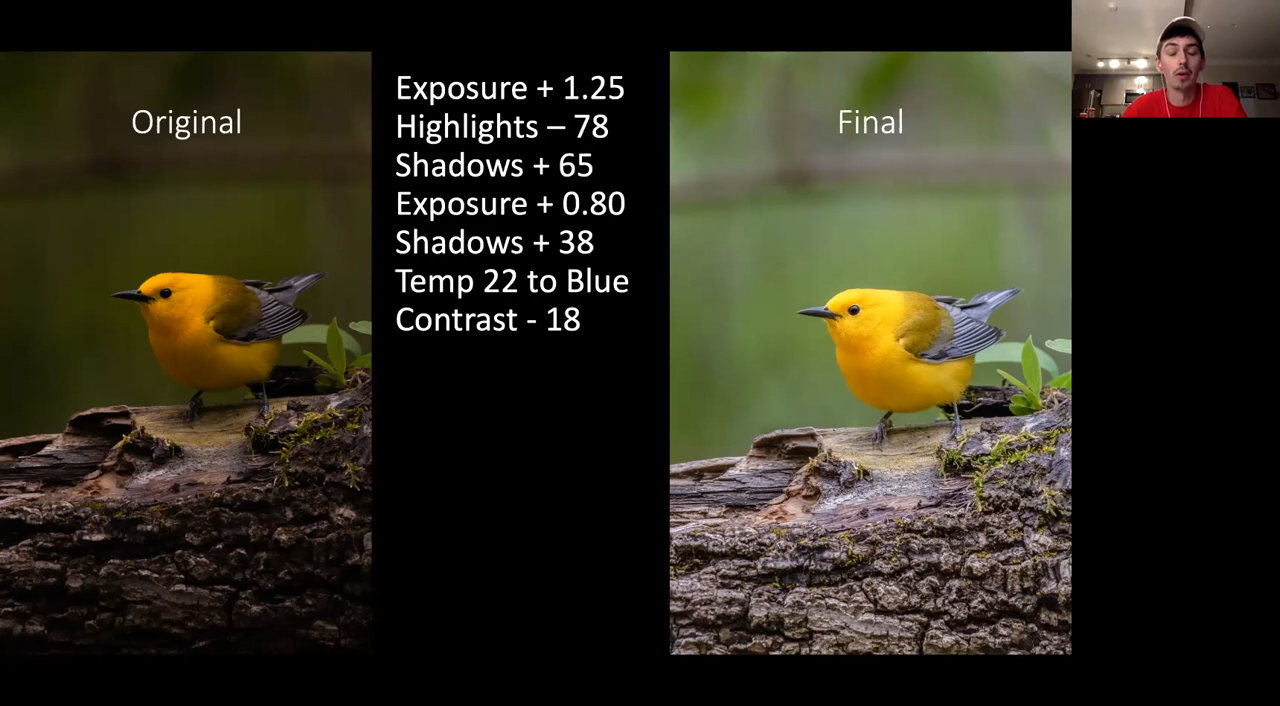 Original
Exposure + 1.25
Highlights – 78
Shadows + 65
Exposure + 0.80
Shadows + 38
Temp 22 to Blue
Contrast - 18
Final